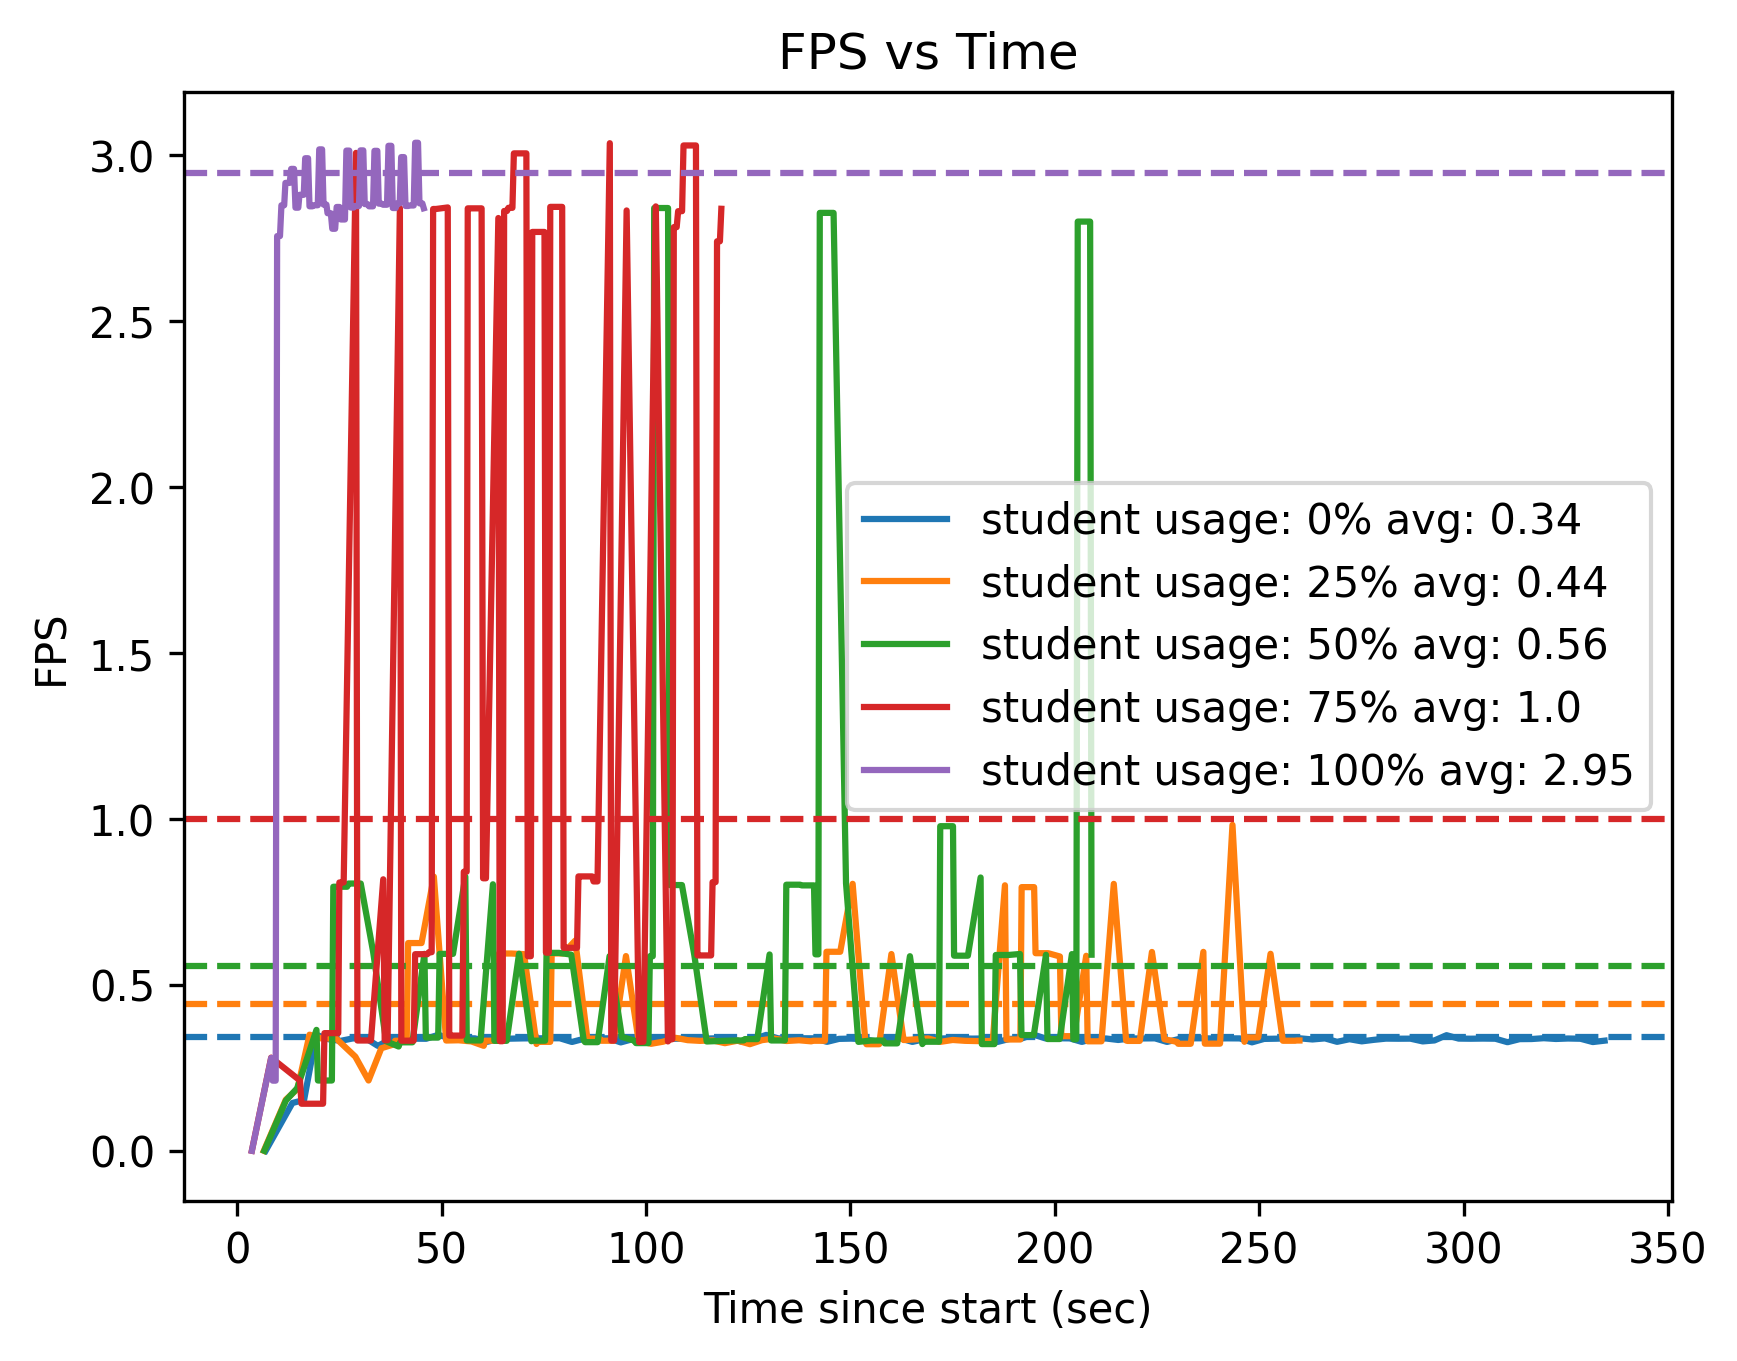 FPS vs Time
3.0
2.5
2.0
1.5
1.0
0.5
0.0
FPS
student usage: 0% avg: 0.34
student usage: 25% avg: 0.44
student usage: 50% avg: 0.56
student usage: 75% avg: 1.0
student usage: 100% avg: 2.95
0 50 100 150 200 250 300 350
Time since start (sec)